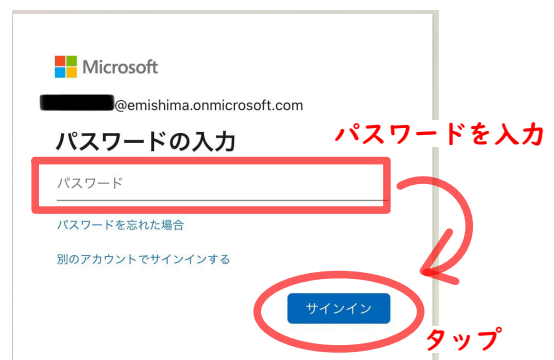 Microsoft
@emishima.onmicrosoft.com
パスワードの入力
パスワードを入力
パスワード
パスワードを忘れた場合
別のアカウントでサインインする
サインイン
タップ